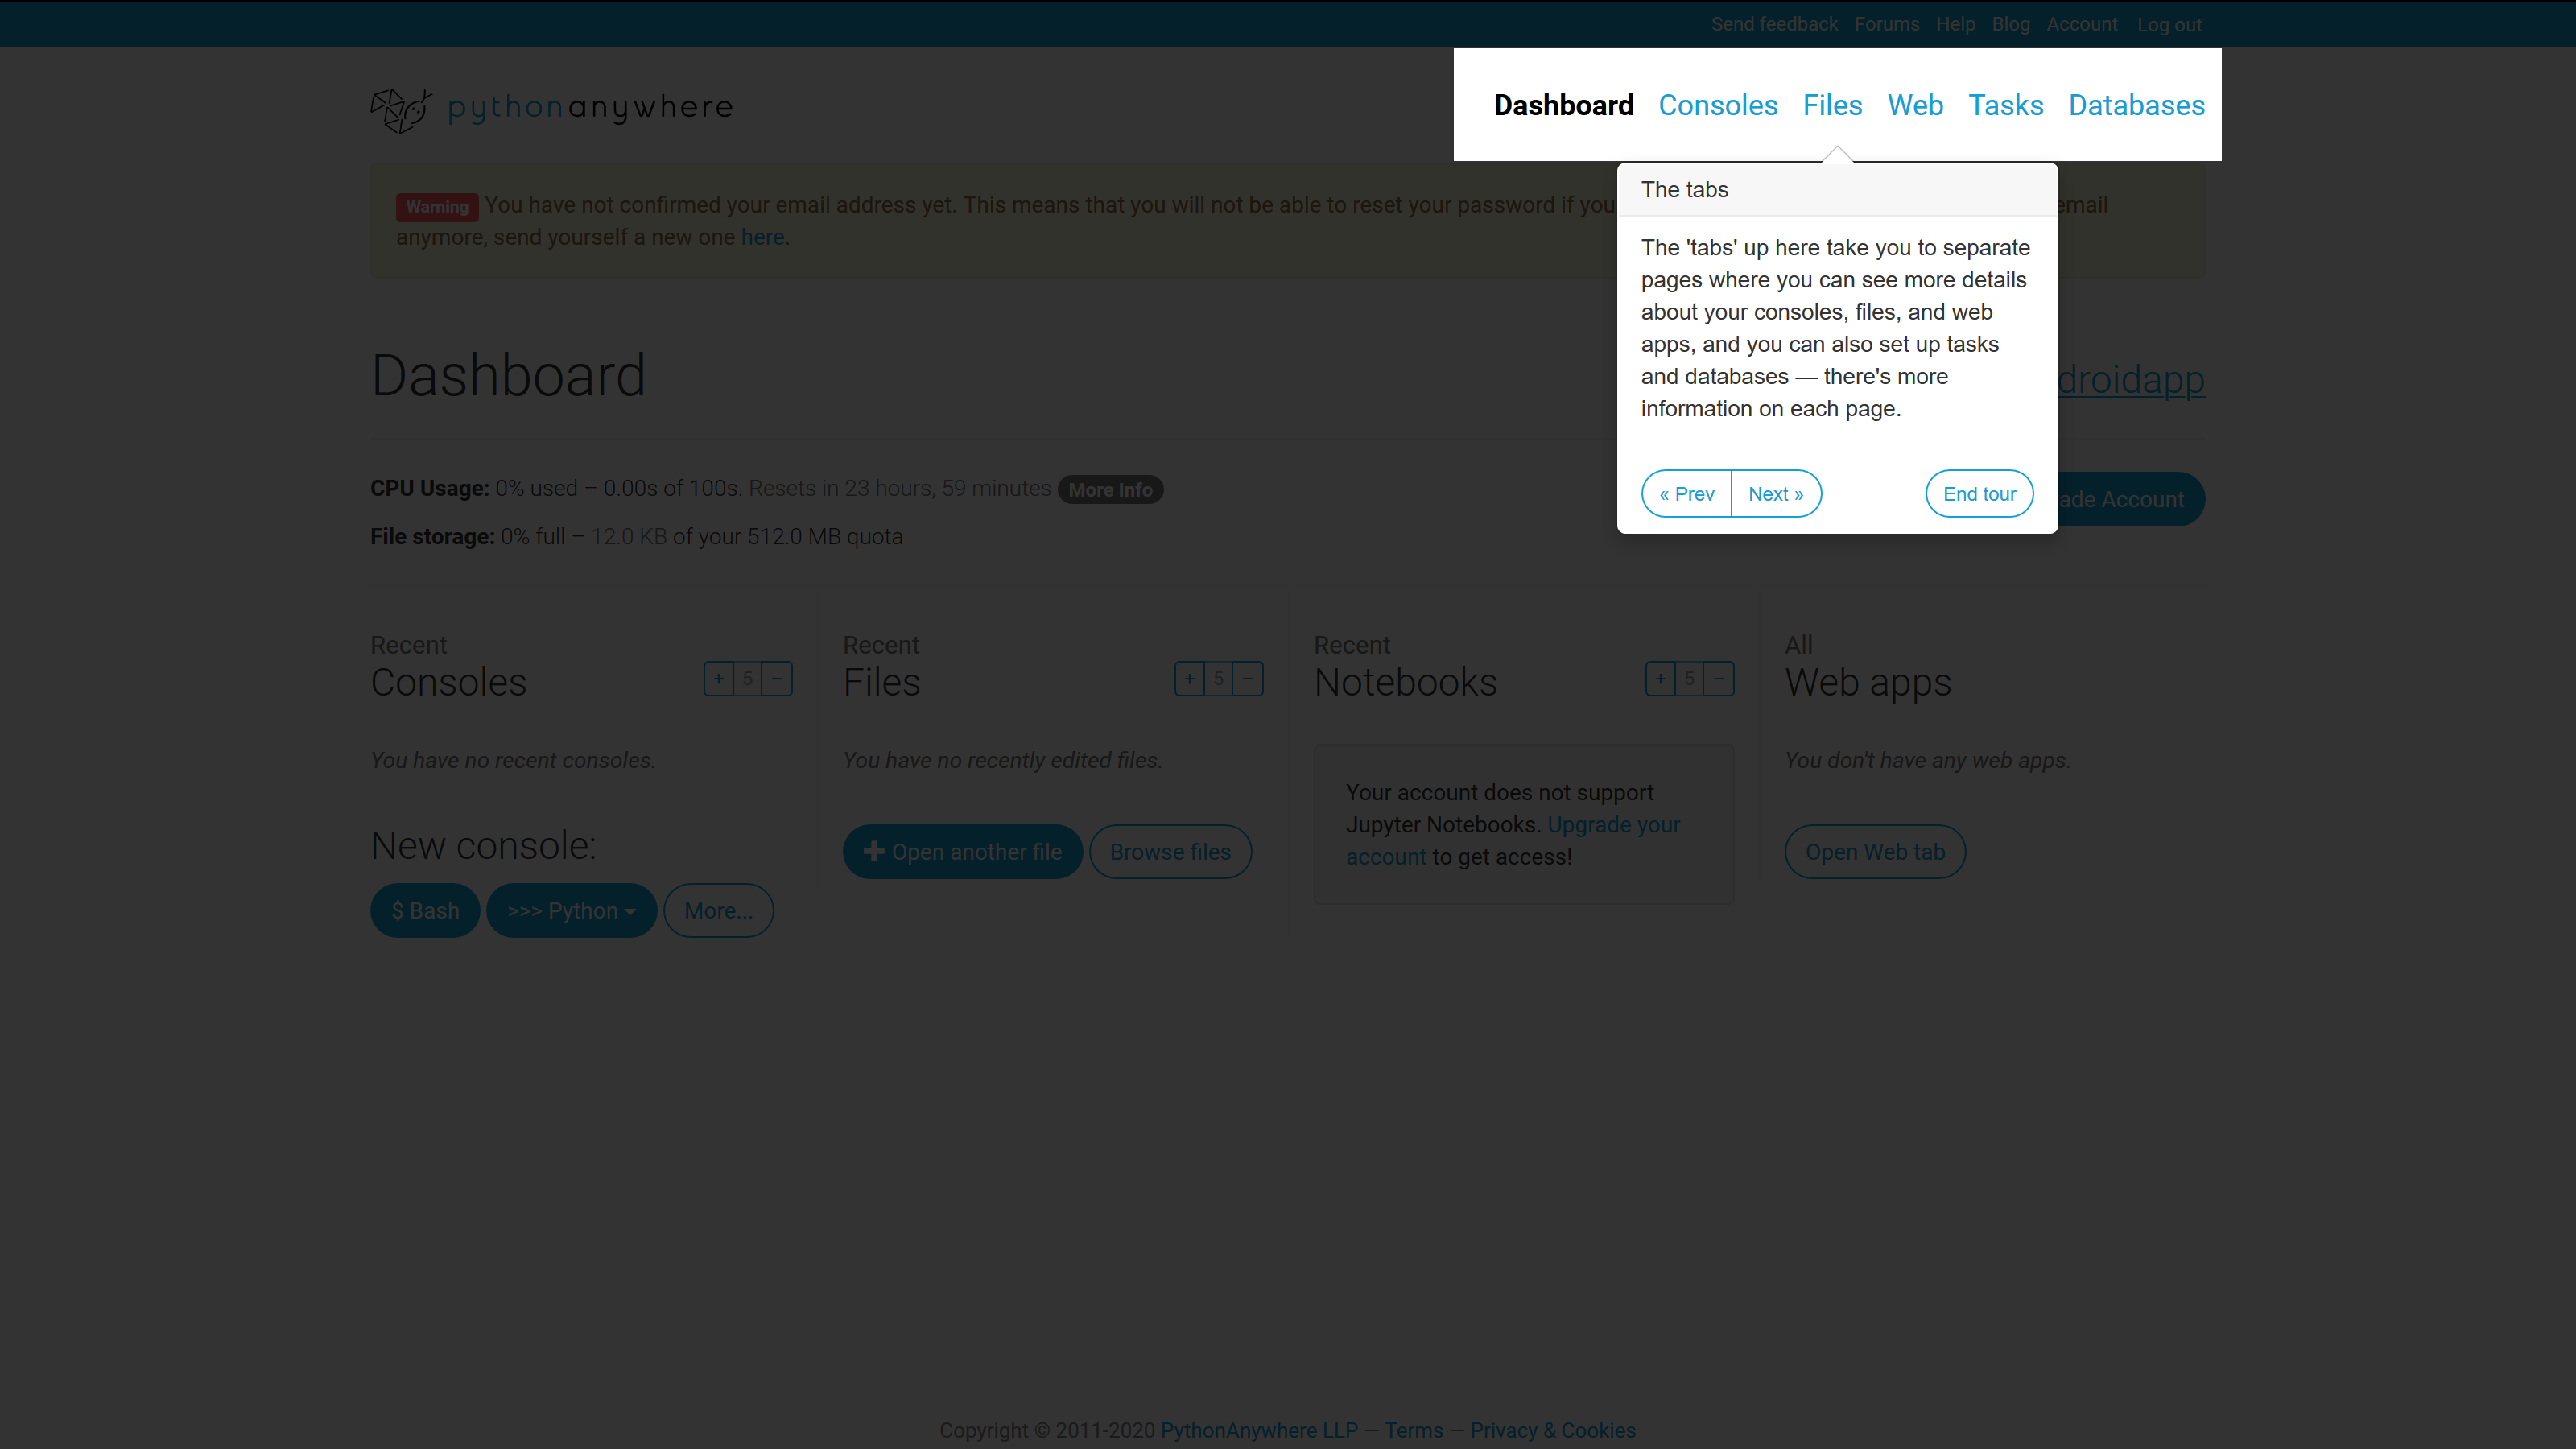 Send feedback Forums Help Blog Account Log out
pythonanywhere
Dashboard Consoles Files Web Tasks Databases
Warning You have not confirmed your email address yet. This means that you will not be able to reset your password if you
email
anymore, send yourself a new one here.
The tabs
The 'tabs' up here take you to separate
pages where you can see more details
about your consoles, files, and web
apps, and you can also set up tasks
and databases — there's more
information on each page.
« Prev Next » End tour
Dashboard
droidapp
CPU Usage: 0% used – 0.00s of 100s. Resets in 23 hours, 59 minutes More Info
ade Account
File storage: 0% full – 12.0 KB of your 512.0 MB quota
Recent
Consoles + 5 −
You have no recent consoles.
New console:
$ Bash >>> Python More...
Recent
Files + 5 −
You have no recently edited files.
Open another file Browse files
Recent
Notebooks + 5 −
Your account does not support
Jupyter Notebooks. Upgrade your
account to get access!
All
Web apps
You don't have any web apps.
Open Web tab
Copyright © 2011-2020 PythonAnywhere LLP — Terms — Privacy & Cookies